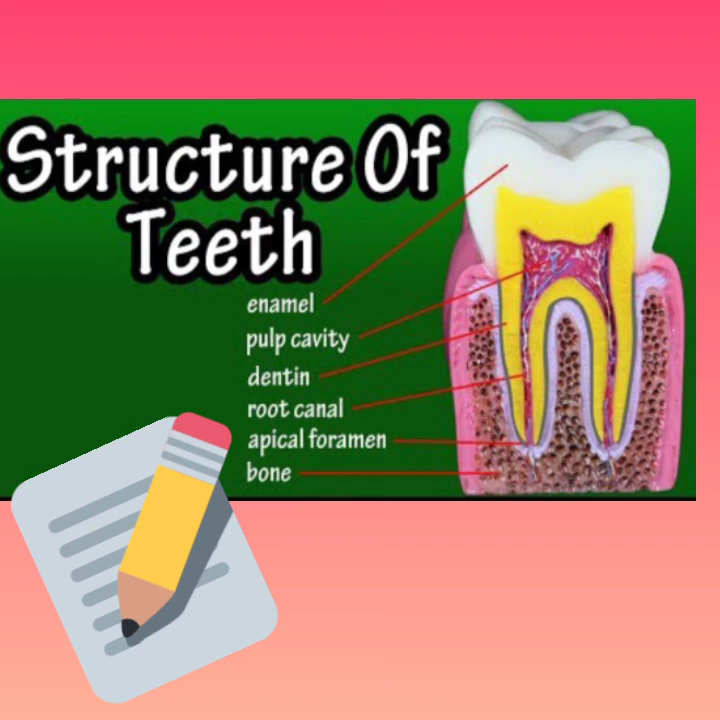 Structure Of
Teeth
enamel
pulp cavity
dentin
root canal
apical foramen
bone